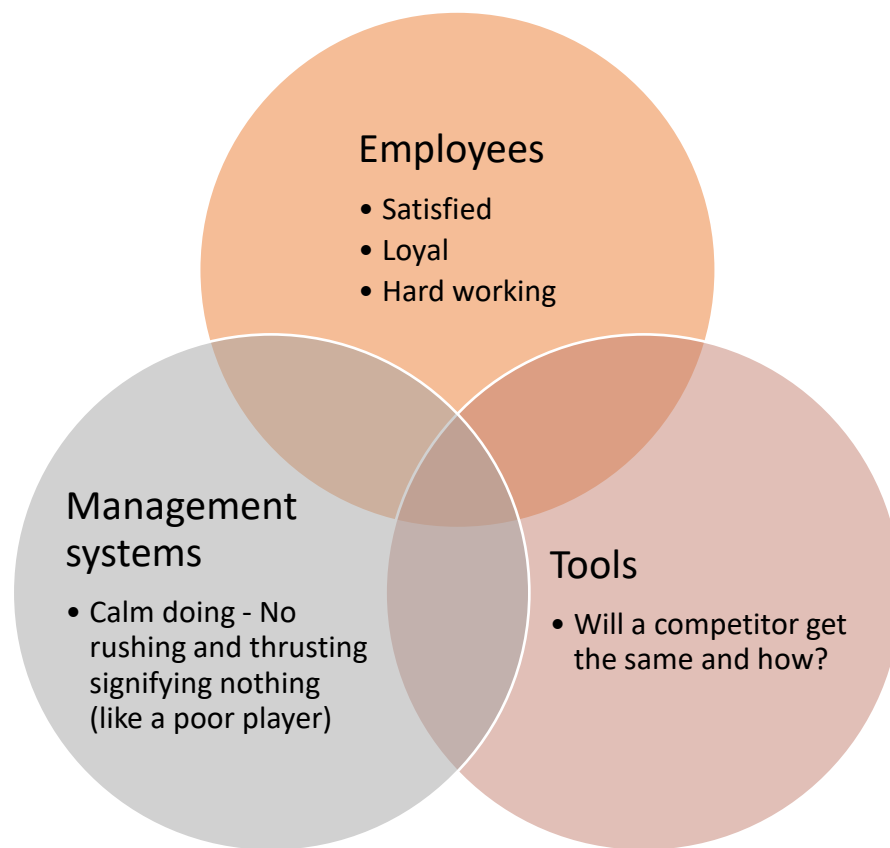 Employees
• Satisfied
• Loyal
• Hard working
Management
systems
• Calm doing - No
rushing and thrusting
signifying nothing
(like a poor player)
Tools
• Will a competitor get
the same and how?